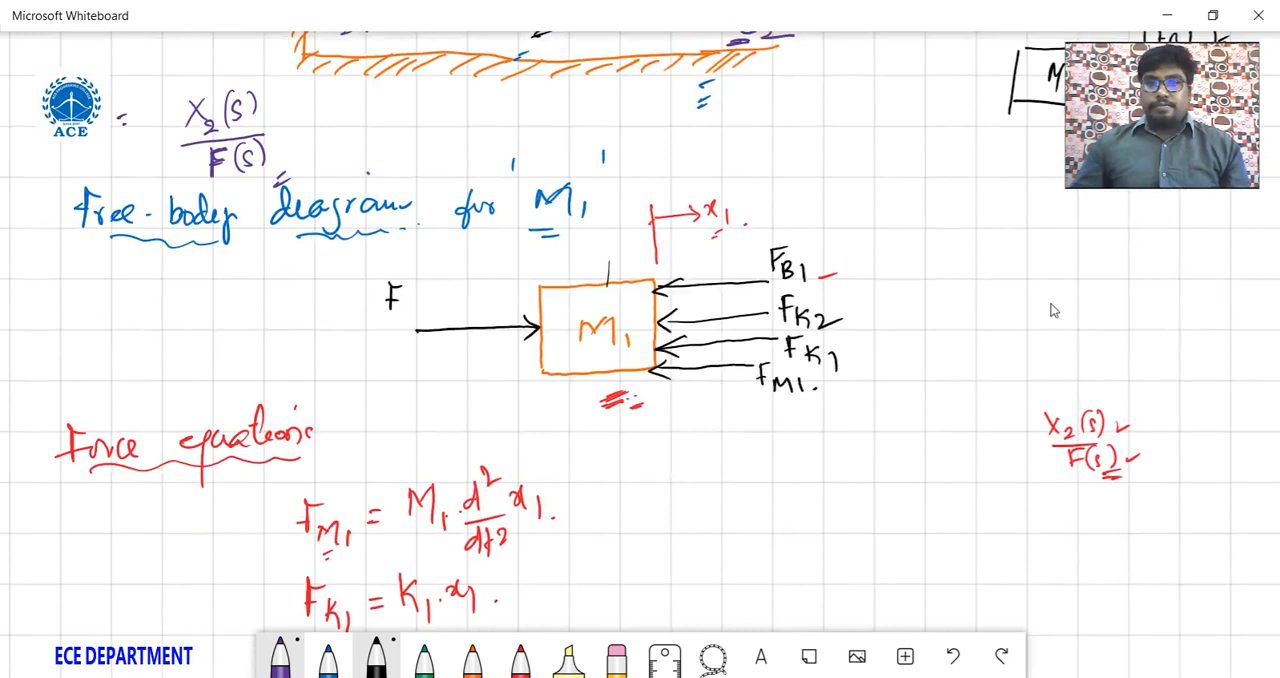 Microsoft Whiteboard
ACE
= X2(S) / F(S)
Free-body diagram for M1
x1.
F
M1
FB1
FK2
FK1
FM1.
Force equations
X2(S) / F(S)
FM1 = M1 . d²/dt² x1.
FK1 = K1 . x1.
ECE DEPARTMENT
A